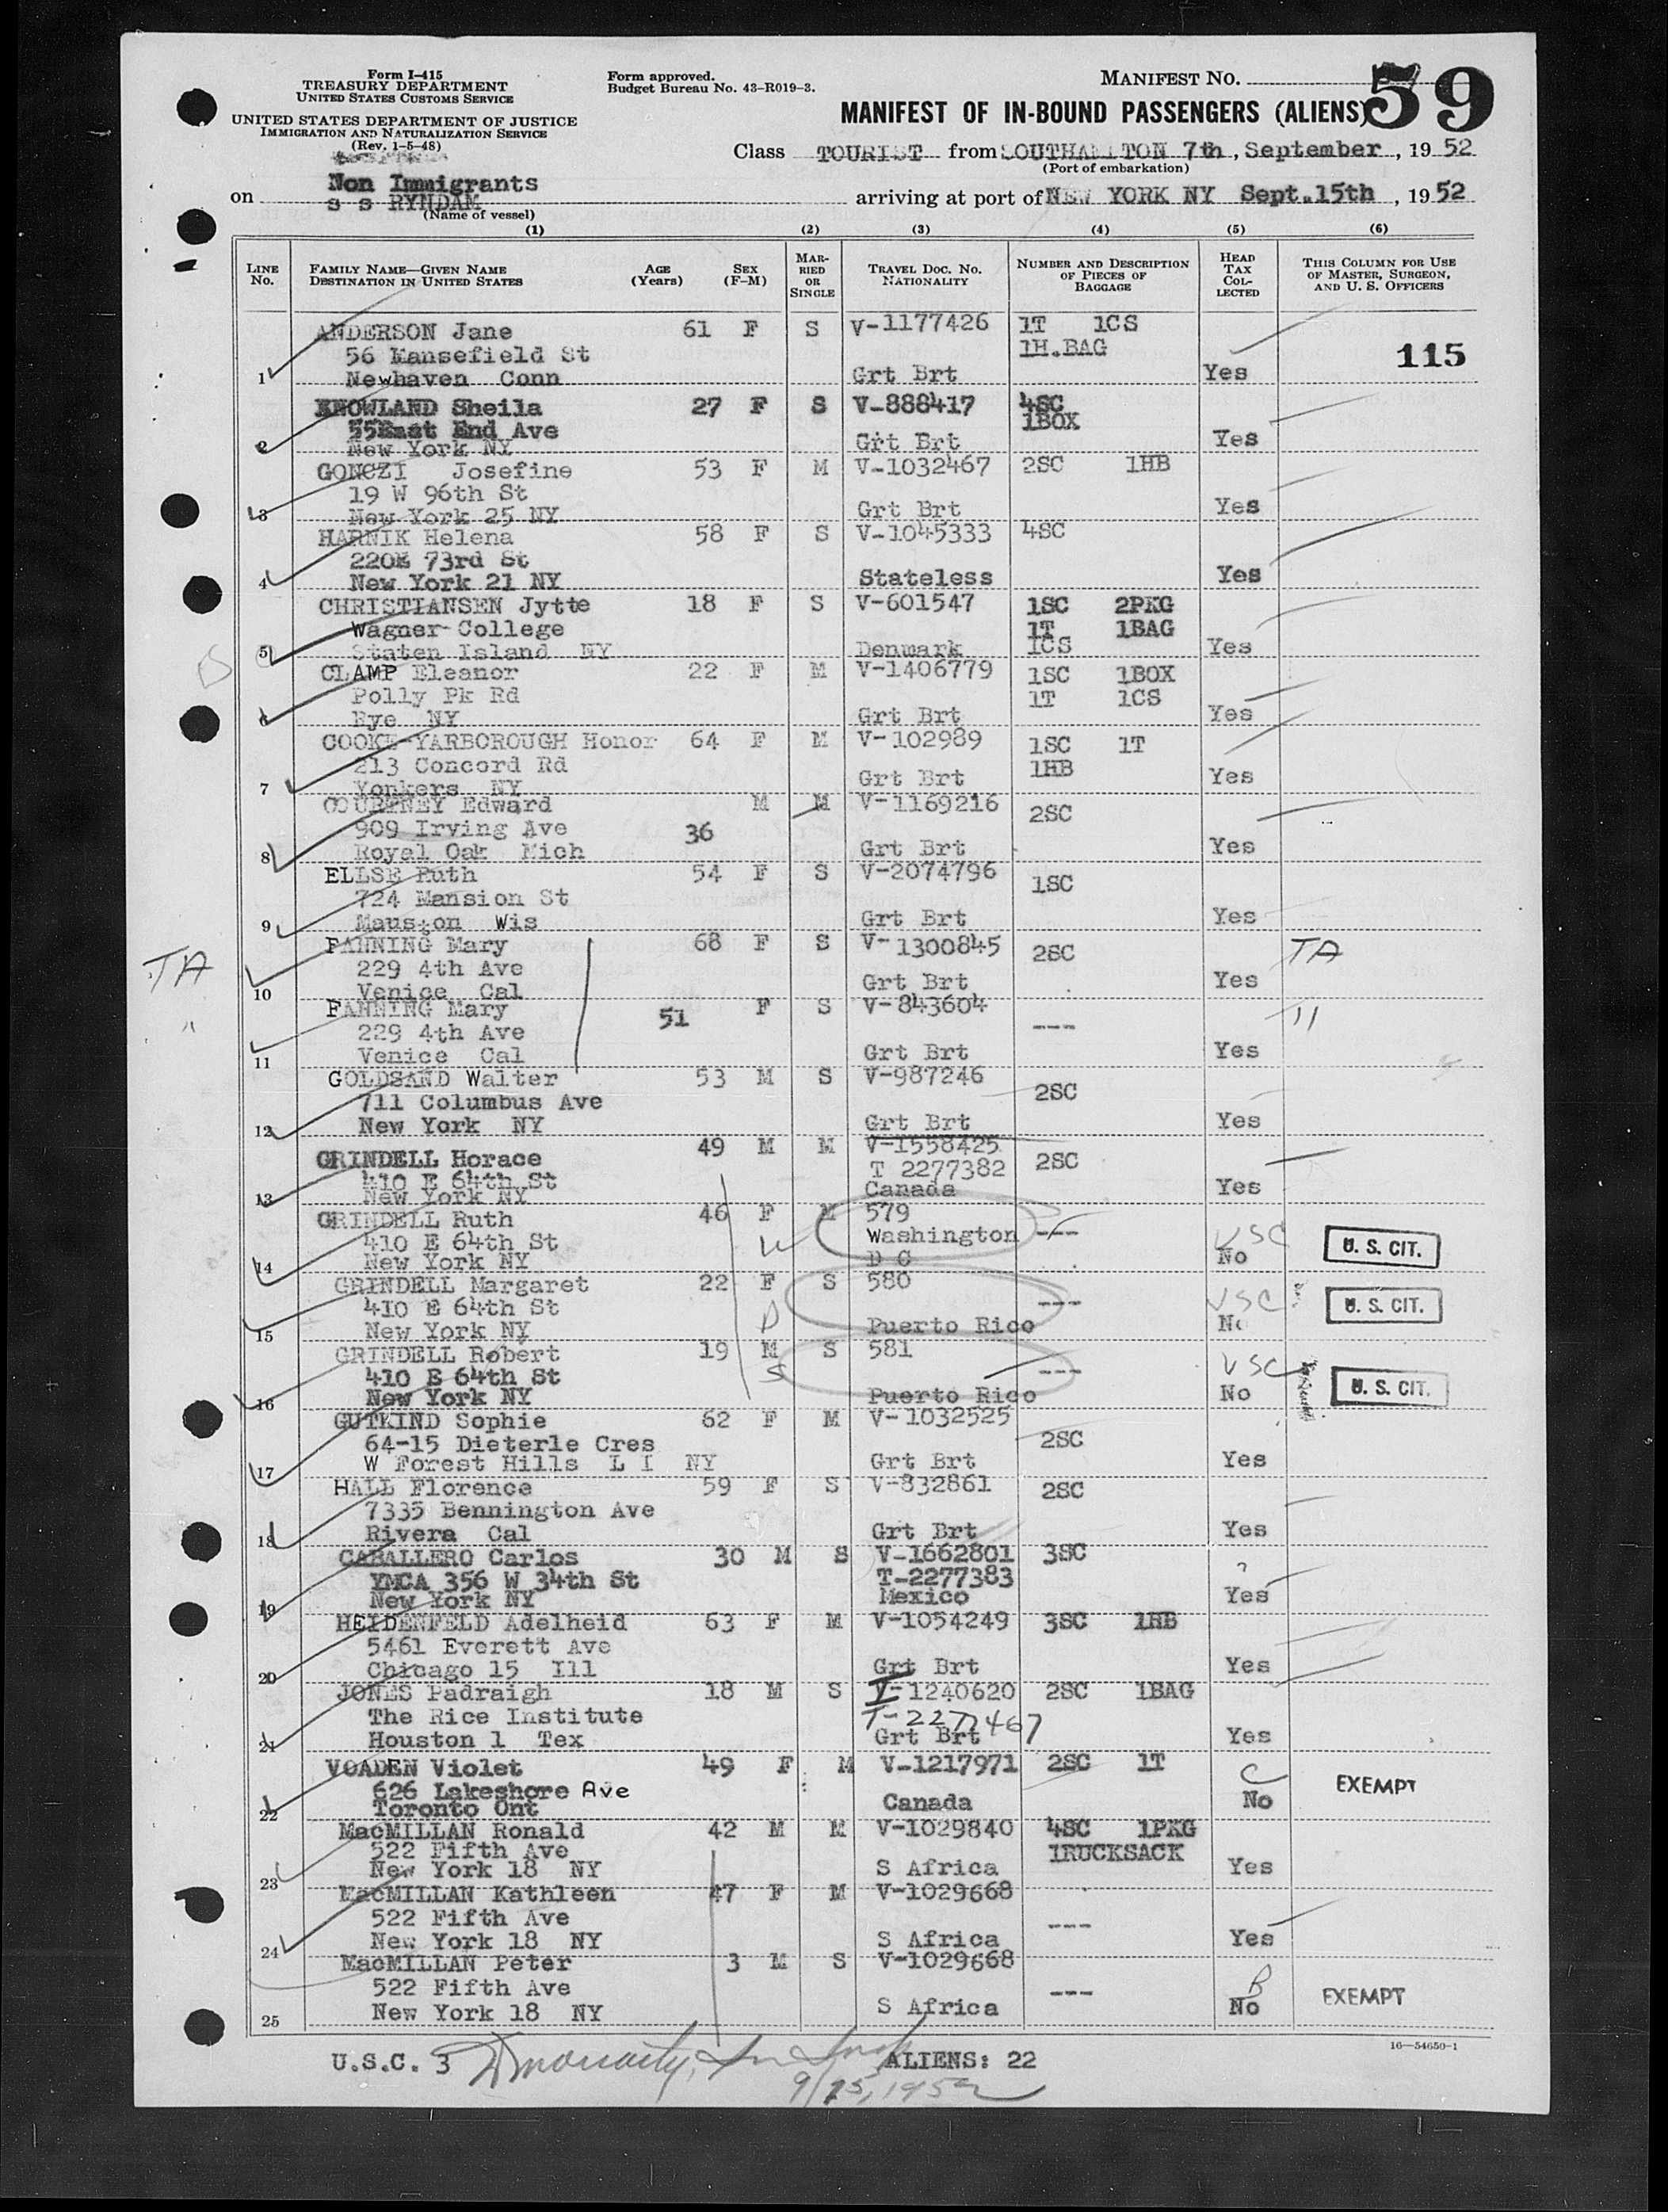 Form I-415
TREASURY DEPARTMENT
UNITED STATES CUSTOMS SERVICE
UNITED STATES DEPARTMENT OF JUSTICE
IMMIGRATION AND NATURALIZATION SERVICE
(Rev. 1-5-48)
Form approved.
Budget Bureau No. 43-R019-3.
MANIFEST NO. 59
MANIFEST OF IN-BOUND PASSENGERS (ALIENS)
Class TOURIST from SOUTHAMPTON 7th, September, 1952
(Port of embarkation)
Non Immigrants
on s s RYNDAM arriving at port of NEW YORK NY Sept.15th, 1952
(Name of vessel)
(1) (2) (3) (4) (5) (6)
LINE No. FAMILY NAME—GIVEN NAME DESTINATION IN UNITED STATES AGE (Years) SEX (F-M) MARRIED OR SINGLE TRAVEL DOC. NO. NATIONALITY NUMBER AND DESCRIPTION OF PIECES OF BAGGAGE HEAD TAX COLLECTED THIS COLUMN FOR USE OF MASTER, SURGEON, AND U. S. OFFICERS
ANDERSON Jane 61 F S V-1177426 1T 1CS
56 Mansefield St 1H.BAG 115
1 Newhaven Conn Grt Brt Yes
KNOWLAND Sheila 27 F S V-888417 4SC
55East End Ave 1BOX
2 New York NY Grt Brt Yes
GONCZI Josefine 53 F M V-1032467 2SC 1HB
19 W 96th St
3 New York 25 NY Grt Brt Yes
HARNIK Helena 58 F S V-1045333 4SC
220E 73rd St
4 New York 21 NY Stateless Yes
CHRISTIANSEN Jytte 18 F S V-601547 1SC 2PKG
Wagner College 1T 1BAG
5 Staten Island NY Denmark 1CS Yes
CLAMP Eleanor 22 F M V-1406779 1SC 1BOX
Polly Pk Rd 1T 1CS
6 Rye NY Grt Brt Yes
COOKE-YARBOROUGH Honor 64 F M V-102989 1SC 1T
213 Concord Rd 1HB
7 Yonkers NY Grt Brt Yes
COURTNEY Edward M M V-1169216 2SC
909 Irving Ave 36
8 Royal Oak Mich Grt Brt Yes
ELLSE Ruth 54 F S V-2074796 1SC
724 Mansion St
9 Mauston Wis Grt Brt Yes
FANNING Mary 68 F S V-1300845 2SC TA
TA 229 4th Ave
10 Venice Cal Grt Brt Yes
FANNING Mary F S V-843604 --- "
" 229 4th Ave 51
11 Venice Cal Grt Brt Yes
GOLDSAND Walter 53 M S V-987246 2SC
711 Columbus Ave
12 New York NY Grt Brt Yes
GRINDELL Horace 49 M M V-1558425 2SC
410 E 64th St T 2277382
13 New York NY Canada Yes
GRINDELL Ruth 46 F M 579 USC
410 E 64th St W Washington --- U. S. CIT.
14 New York NY D C No
GRINDELL Margaret 22 F S 580 USC
410 E 64th St D --- U. S. CIT.
15 New York NY Puerto Rico No
GRINDELL Robert 19 M S 581 USC
410 E 64th St S --- U. S. CIT.
16 New York NY Puerto Rico No
GUTKIND Sophie 62 F M V-1032525 2SC
64-15 Dieterle Cres
17 W Forest Hills L I NY Grt Brt Yes
HALL Florence 59 F S V-832861 2SC
7335 Bennington Ave
18 Rivera Cal Grt Brt Yes
CABALLERO Carlos 30 M S V-1662801 3SC
YMCA 356 W 34th St T-2277383 ?
19 New York NY Mexico Yes
HEIDENFELD Adelheid 63 F M V-1054249 3SC 1HB
5461 Everett Ave
20 Chicago 15 Ill Grt Brt Yes
JONES Padraigh 18 M S V-1240620 2SC 1BAG
The Rice Institute T-2277467
21 Houston 1 Tex Grt Brt Yes
VOADEN Violet 49 F M V-1217971 2SC 1T C
626 Lakeshore Ave EXEMPT
22 Toronto Ont Canada No
MacMILLAN Ronald 42 M M V-1029840 4SC 1PKG
522 Fifth Ave 1RUCKSACK
23 New York 18 NY S Africa Yes
MacMILLAN Kathleen 47 F M V-1029668
522 Fifth Ave ---
24 New York 18 NY S Africa Yes
MacMILLAN Peter 3 M S V-1029668 B
522 Fifth Ave --- EXEMPT
25 New York 18 NY S Africa No
16—54650-1
U.S.C. 3 ALIENS: 22
9/15, 1952